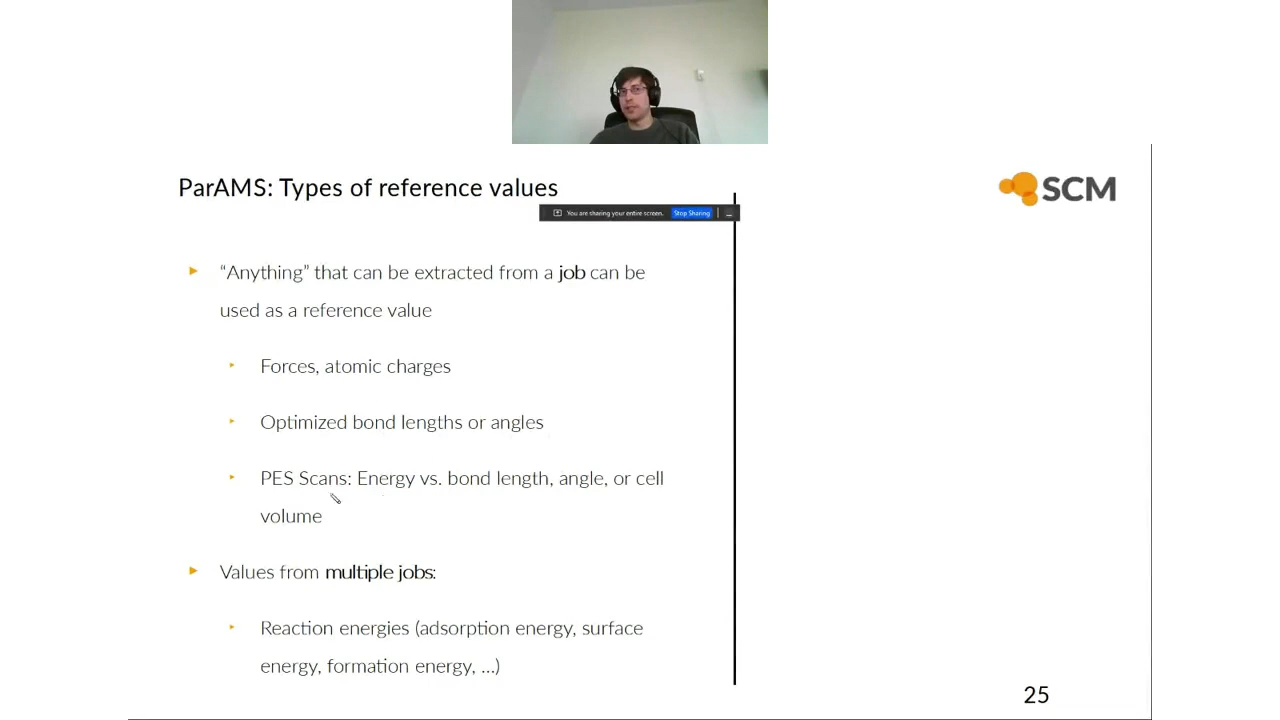 ParAMS: Types of reference values
SCM
You are sharing your entire screen. Stop Sharing
“Anything” that can be extracted from a job can be
used as a reference value
Forces, atomic charges
Optimized bond lengths or angles
PES Scans: Energy vs. bond length, angle, or cell
volume
Values from multiple jobs:
Reaction energies (adsorption energy, surface
energy, formation energy, ...)
25